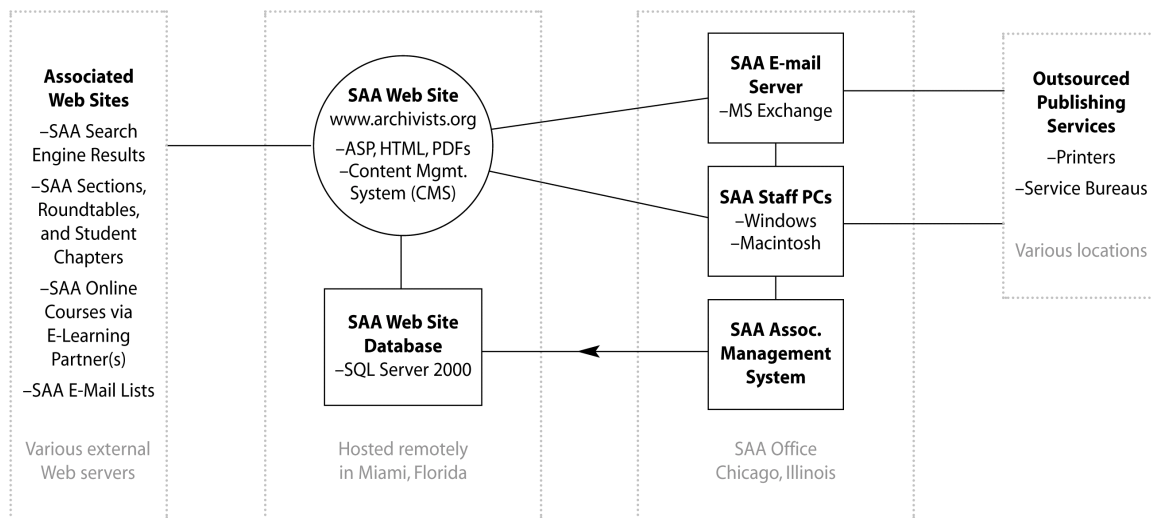 Associated
Web Sites
–SAA Search
Engine Results
–SAA Sections,
Roundtables,
and Student
Chapters
–SAA Online
Courses via
E-Learning
Partner(s)
–SAA E-Mail Lists
Various external
Web servers
SAA Web Site
www.archivists.org
–ASP, HTML, PDFs
–Content Mgmt.
System (CMS)
SAA Web Site
Database
–SQL Server 2000
Hosted remotely
in Miami, Florida
SAA E-mail
Server
–MS Exchange
SAA Staff PCs
–Windows
–Macintosh
SAA Assoc.
Management
System
SAA Office
Chicago, Illinois
Outsourced
Publishing
Services
–Printers
–Service Bureaus
Various locations